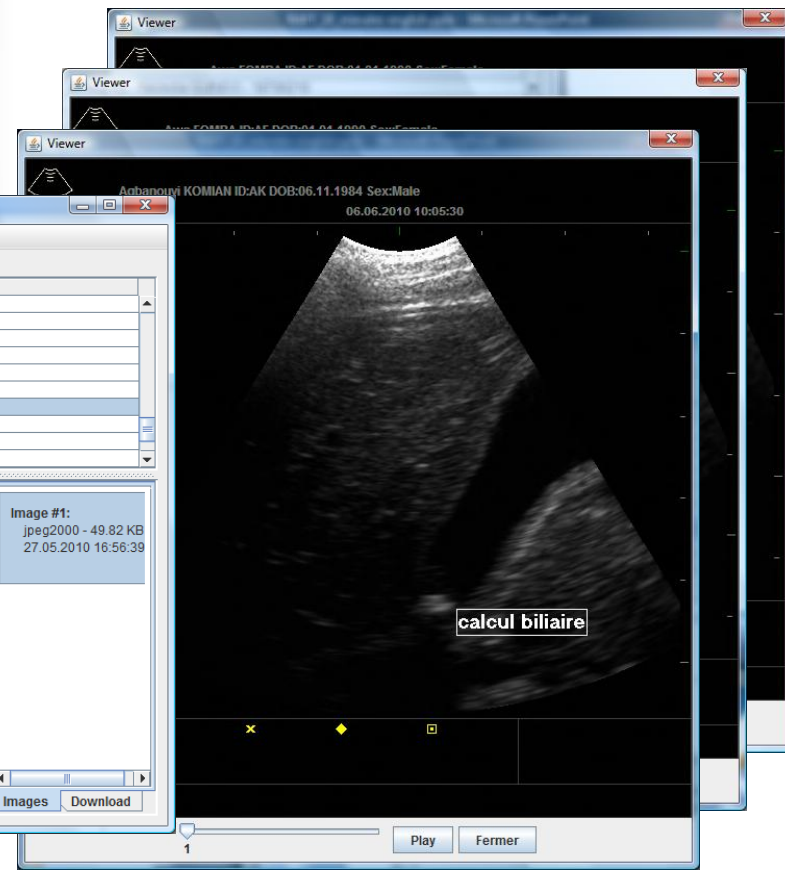 Viewer
Viewer
Viewer
Agbanouyi KOMIAN ID:AK DOB:06.11.1984 Sex:Male
06.06.2010 10:05:30
Image #1:
jpeg2000 - 49.82 KB
27.05.2010 16:56:39
calcul biliaire
Images Download
1
Play Fermer